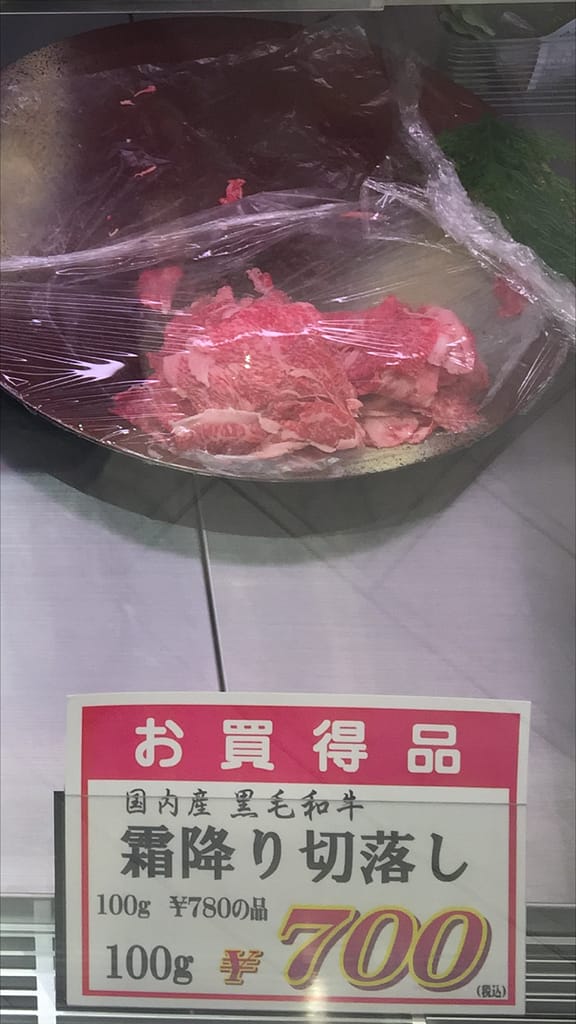 お買得品
国内産 黒毛和牛
霜降り切落し
100g ¥780の品
100g ¥700
(税込)